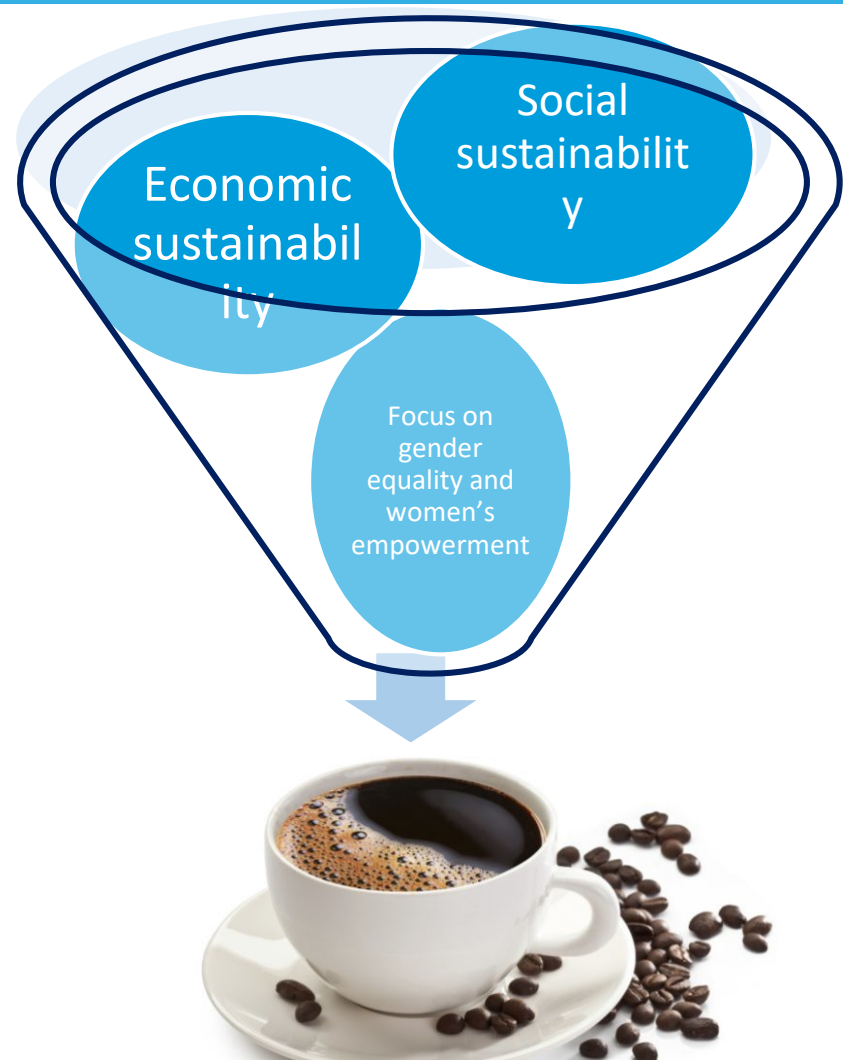 Social
sustainabilit
y
Economic
sustainabil
ity
Focus on
gender
equality and
women’s
empowerment